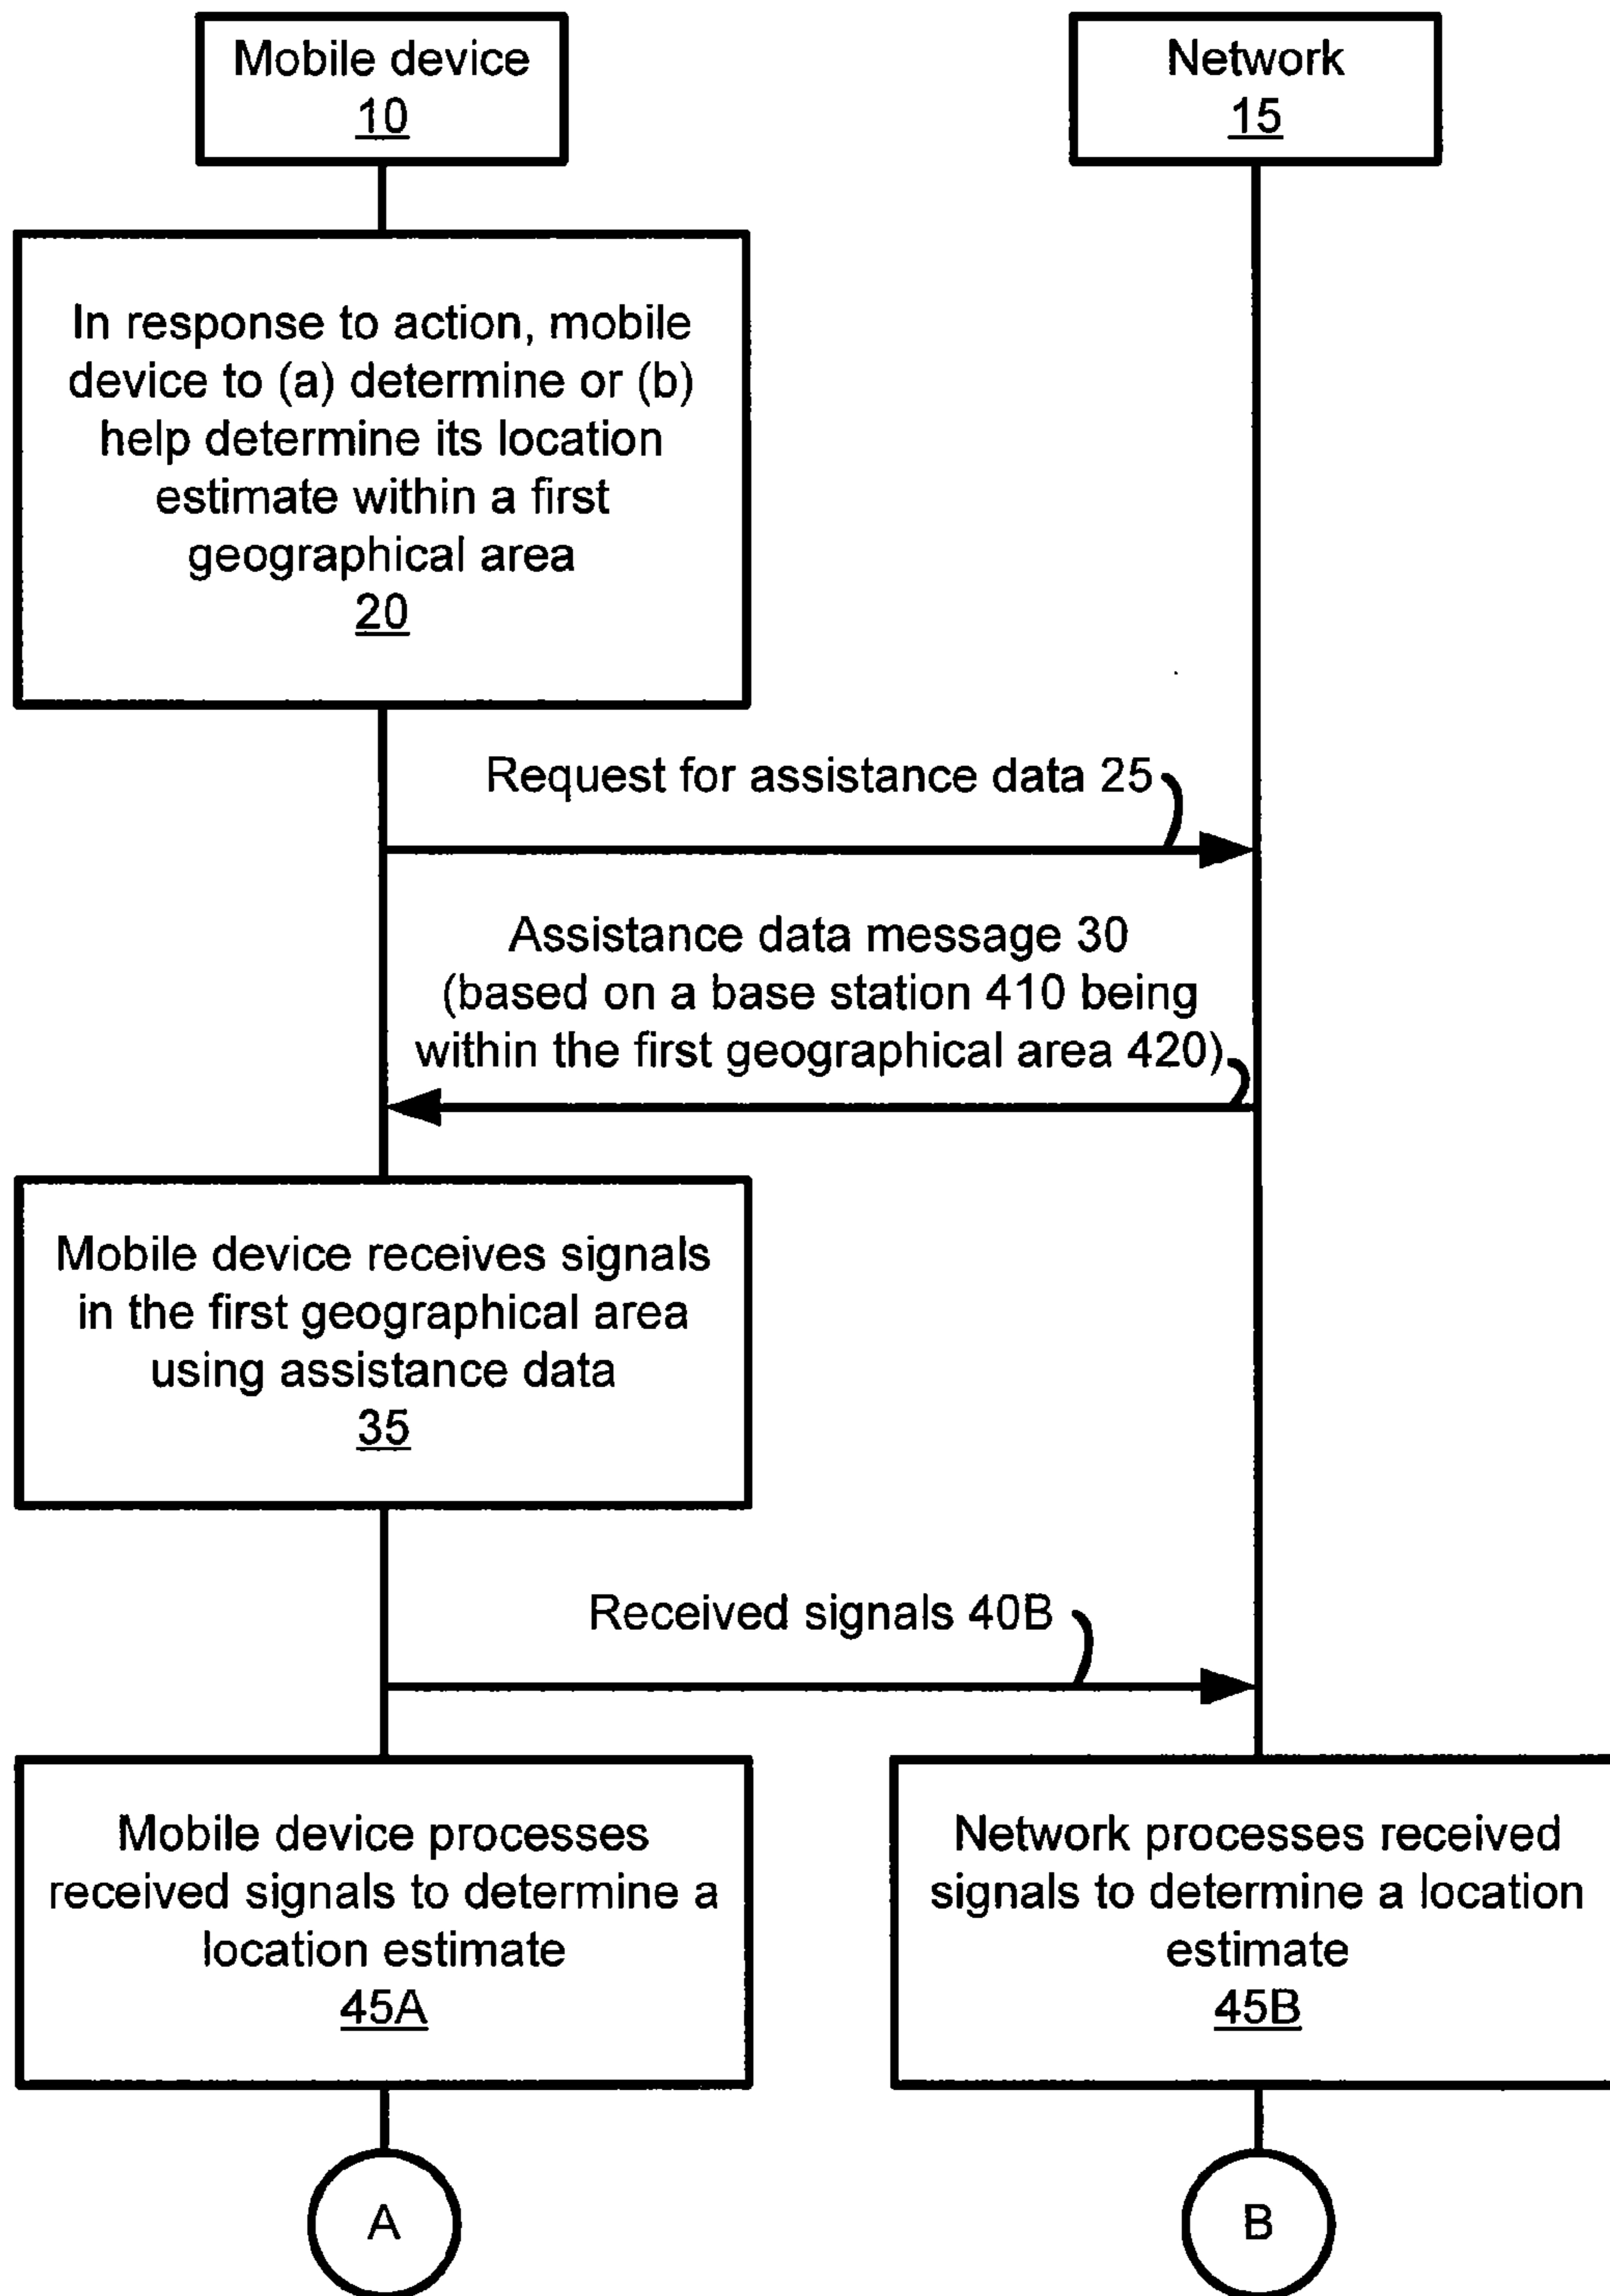 Mobile device
10
Network
15
In response to action, mobile
device to (a) determine or (b)
help determine its location
estimate within a first
geographical area
20
Request for assistance data 25
Assistance data message 30
(based on a base station 410 being
within the first geographical area 420)
Mobile device receives signals
in the first geographical area
using assistance data
35
Received signals 40B
Mobile device processes
received signals to determine a
location estimate
45A
Network processes received
signals to determine a location
estimate
45B
A
B